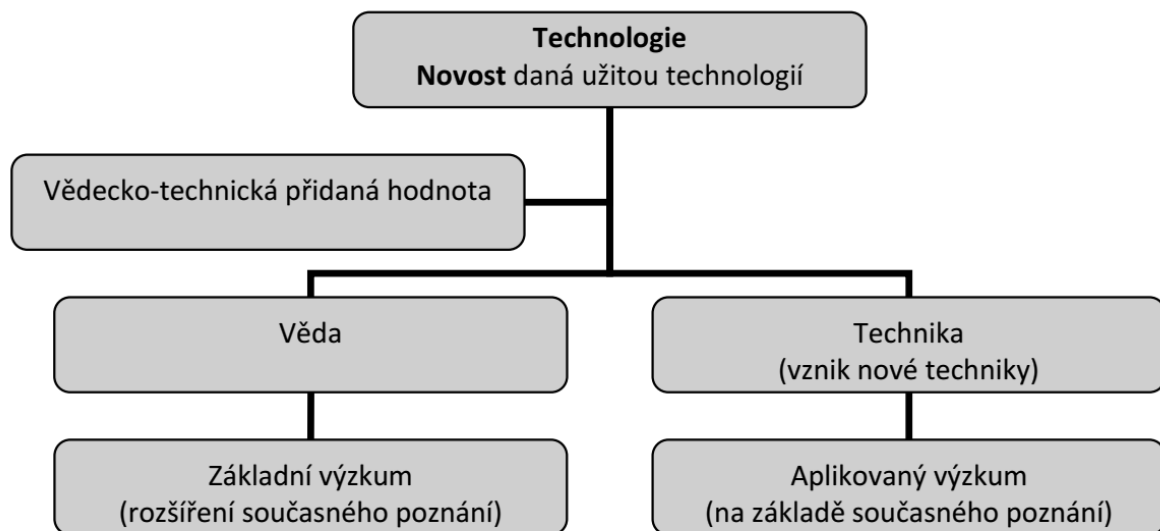 Technologie
Novost daná užitou technologií
Vědecko-technická přidaná hodnota
Věda
Technika
(vznik nové techniky)
Základní výzkum
(rozšíření současného poznání)
Aplikovaný výzkum
(na základě současného poznání)